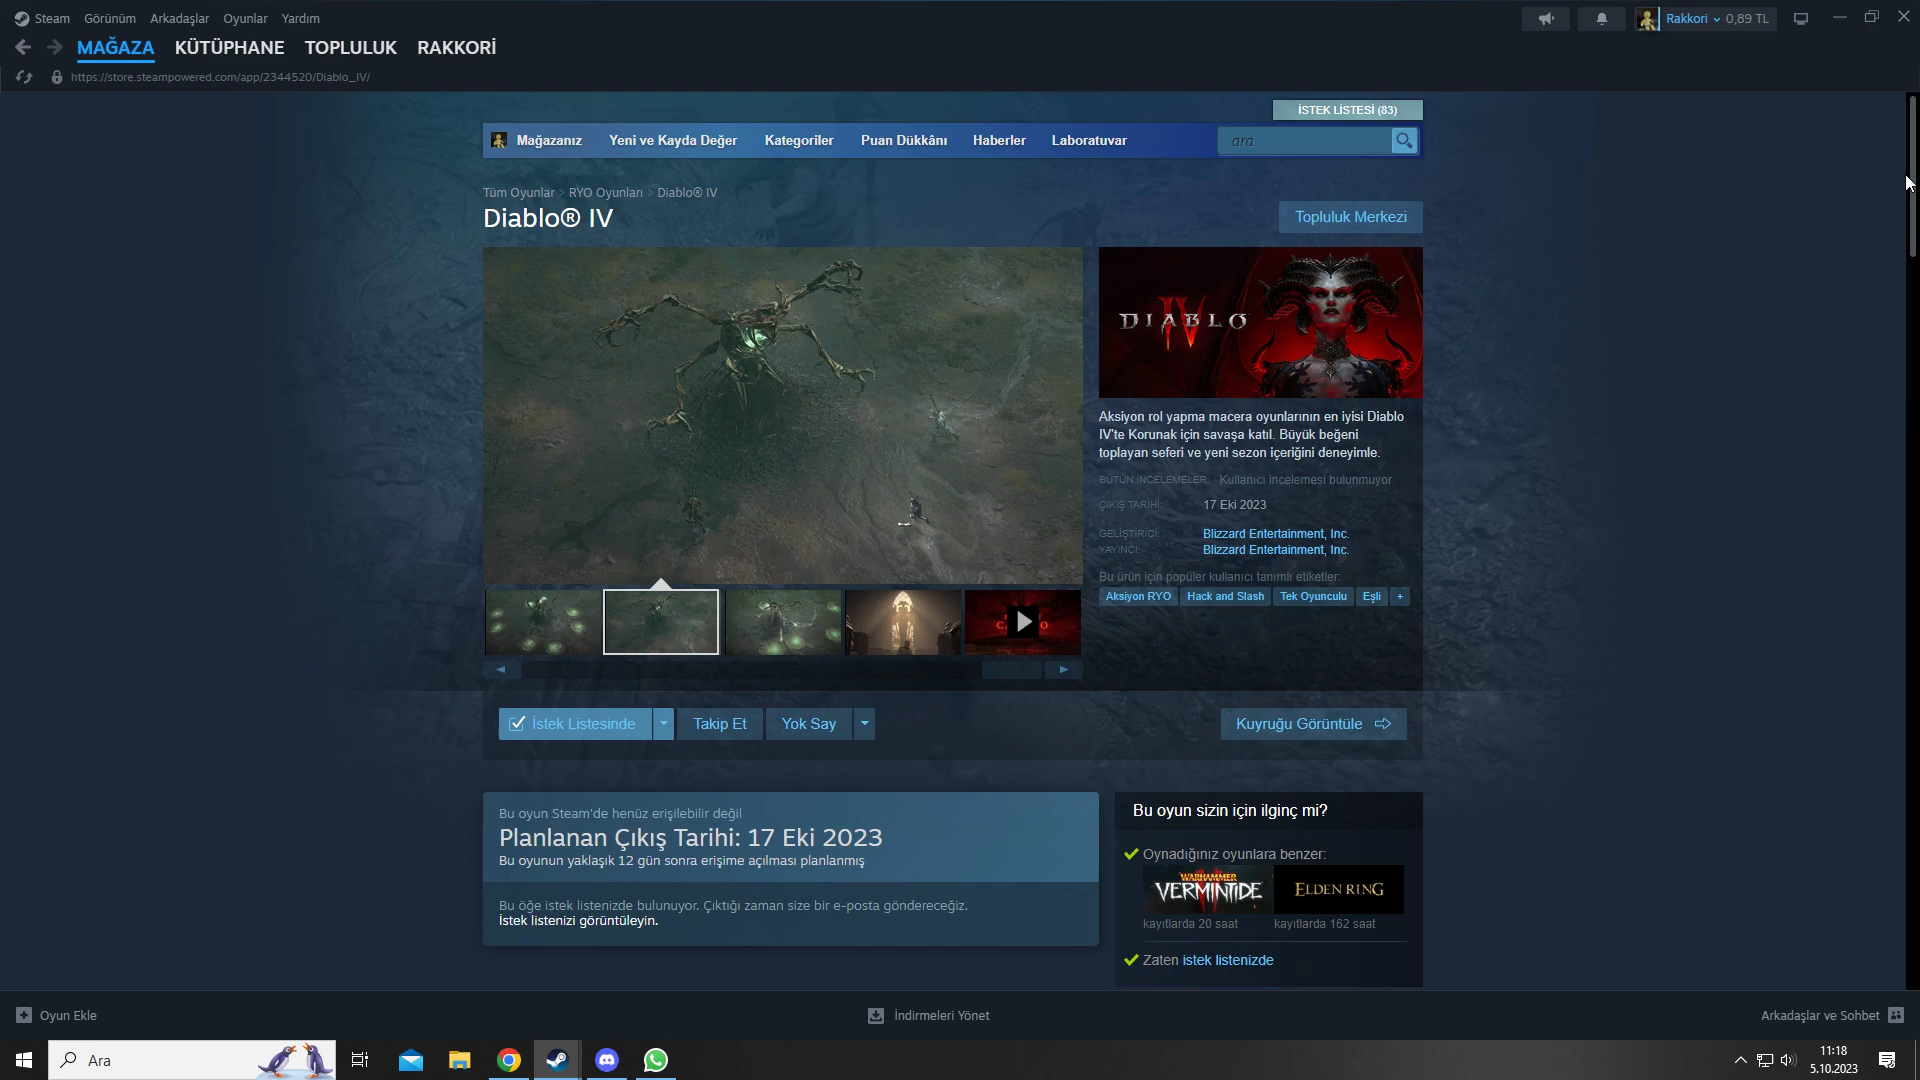 Steam Görünüm Arkadaşlar Oyunlar Yardım
Rakkori 0,89 TL
MAĞAZA KÜTÜPHANE TOPLULUK RAKKORİ
https://store.steampowered.com/app/2344520/Diablo_IV/
İSTEK LİSTESİ (83)
Mağazanız Yeni ve Kayda Değer Kategoriler Puan Dükkânı Haberler Laboratuvar ara
Tüm Oyunlar > RYO Oyunları > Diablo® IV
Diablo® IV
Topluluk Merkezi
DIABLO IV
Aksiyon rol yapma macera oyunlarının en iyisi Diablo
IV'te Korunak için savaşa katıl. Büyük beğeni
toplayan seferi ve yeni sezon içeriğini deneyimle.
BÜTÜN İNCELEMELER: Kullanıcı incelemesi bulunmuyor
ÇIKIŞ TARİHİ: 17 Eki 2023
GELİŞTİRİCİ: Blizzard Entertainment, Inc.
YAYINCI: Blizzard Entertainment, Inc.
Bu ürün için popüler kullanıcı tanımlı etiketler:
Aksiyon RYO Hack and Slash Tek Oyunculu Eşli +
İstek Listesinde Takip Et Yok Say Kuyruğu Görüntüle
Bu oyun Steam'de henüz erişilebilir değil
Planlanan Çıkış Tarihi: 17 Eki 2023
Bu oyunun yaklaşık 12 gün sonra erişime açılması planlanmış
Bu öğe istek listenizde bulunuyor. Çıktığı zaman size bir e-posta göndereceğiz.
İstek listenizi görüntüleyin.
Bu oyun sizin için ilginç mi?
Oynadığınız oyunlara benzer:
WARHAMMER
VERMINTIDE
ELDEN RING
kayıtlarda 20 saat kayıtlarda 162 saat
Zaten istek listenizde
Oyun Ekle İndirmeleri Yönet Arkadaşlar ve Sohbet
Ara
11:18
5.10.2023